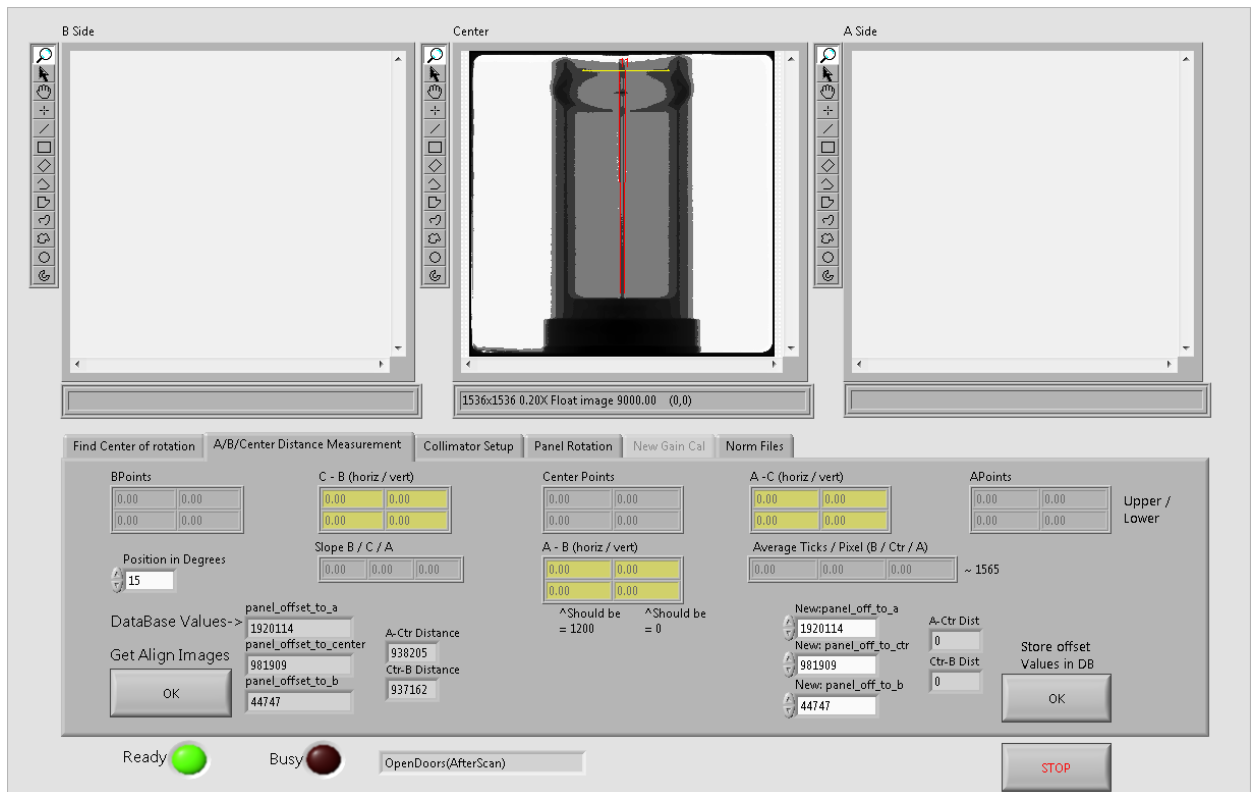 B Side
Center
A Side
1536x1536 0.20X Float image 9000.00 (0,0)
Find Center of rotation
A/B/Center Distance Measurement
Collimator Setup
Panel Rotation
New Gain Cal
Norm Files
BPoints
0.00 0.00
0.00 0.00
C - B (horiz / vert)
0.00 0.00
0.00 0.00
Center Points
0.00 0.00
0.00 0.00
A -C (horiz / vert)
0.00 0.00
0.00 0.00
APoints
0.00 0.00
0.00 0.00
Upper /
Lower
Position in Degrees
15
Slope B / C / A
0.00 0.00 0.00
A - B (horiz / vert)
0.00 0.00
0.00 0.00
^Should be
= 1200
^Should be
= 0
Average Ticks / Pixel (B / Ctr / A)
0.00 0.00 0.00
~ 1565
DataBase Values->
panel_offset_to_a
1920114
panel_offset_to_center
981909
panel_offset_to_b
44747
A-Ctr Distance
938205
Ctr-B Distance
937162
Get Align Images
OK
New:panel_off_to_a
1920114
New: panel_off_to_ctr
981909
New: panel_off_to_b
44747
A-Ctr Dist
0
Ctr-B Dist
0
Store offset
Values in DB
OK
Ready
Busy
OpenDoors(AfterScan)
STOP